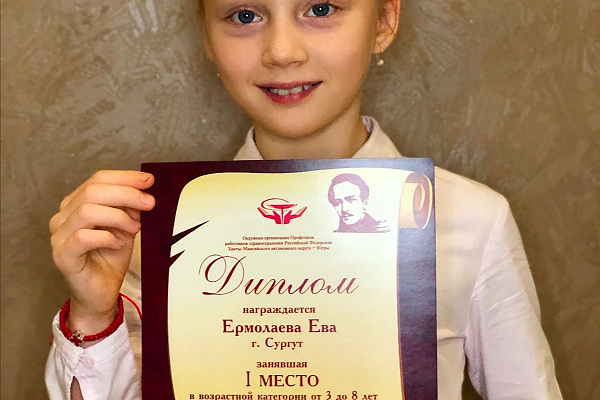 Окружная организация Профсоюза
работников здравоохранения Российской Федерации
Ханты-Мансийского автономного округа – Югры
Диплом
награждается
Ермолаева Ева
г. Сургут
занявшая
I МЕСТО
в возрастной категории от 3 до 8 лет